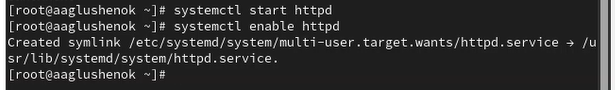 [root@aaglushenok ~]# systemctl start httpd
[root@aaglushenok ~]# systemctl enable httpd
Created symlink /etc/systemd/system/multi-user.target.wants/httpd.service → /u
sr/lib/systemd/system/httpd.service.
[root@aaglushenok ~]#